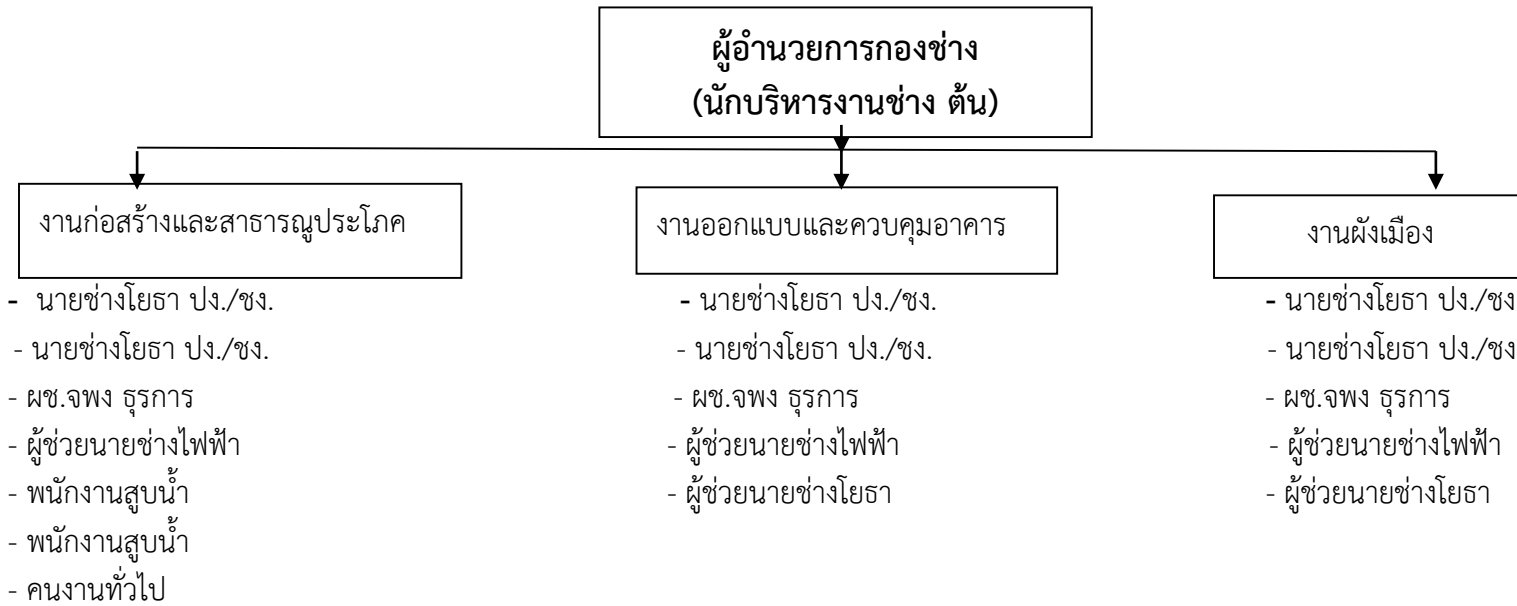 ผู้อำนวยการกองช่าง
(นักบริหารงานช่าง ต้น)
งานก่อสร้างและสาธารณูประโภค
- นายช่างโยธา ปง./ชง.
- นายช่างโยธา ปง./ชง.
- ผช.จพง ธุรการ
- ผู้ช่วยนายช่างไฟฟ้า
- พนักงานสูบน้ำ
- พนักงานสูบน้ำ
- คนงานทั่วไป
งานออกแบบและควบคุมอาคาร
- นายช่างโยธา ปง./ชง.
- นายช่างโยธา ปง./ชง.
- ผช.จพง ธุรการ
- ผู้ช่วยนายช่างไฟฟ้า
- ผู้ช่วยนายช่างโยธา
งานผังเมือง
- นายช่างโยธา ปง./ชง
- นายช่างโยธา ปง./ชง
- ผช.จพง ธุรการ
- ผู้ช่วยนายช่างไฟฟ้า
- ผู้ช่วยนายช่างโยธา